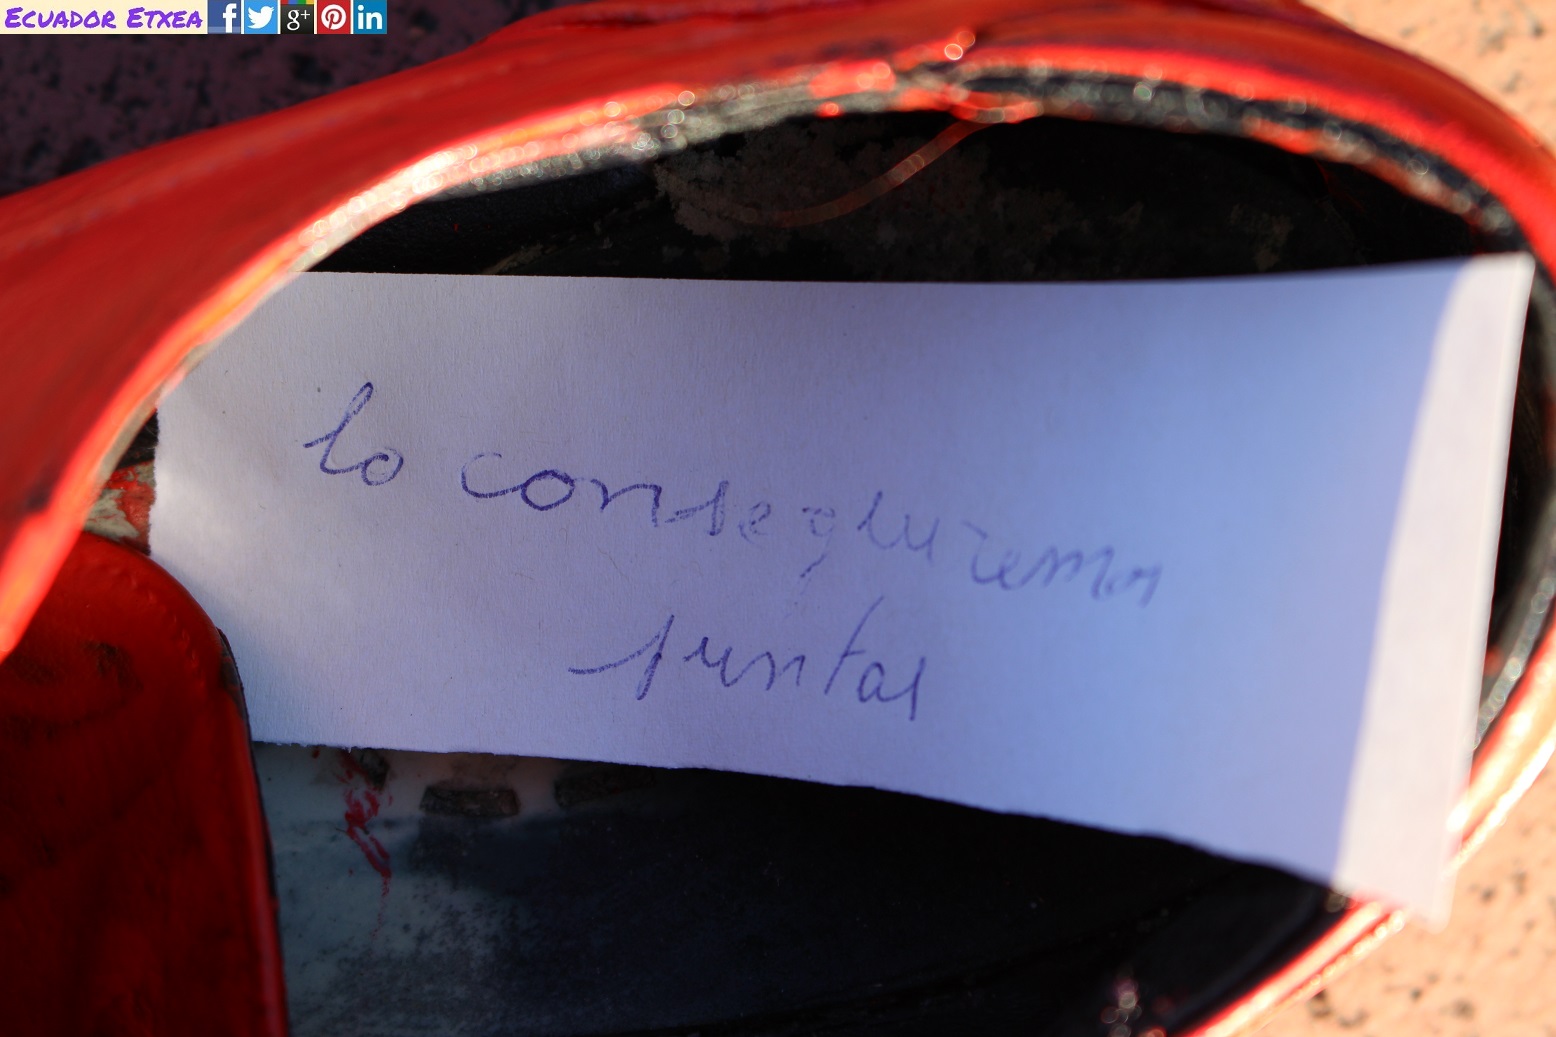 Ecuador Etxea
lo conseguiremos
juntas